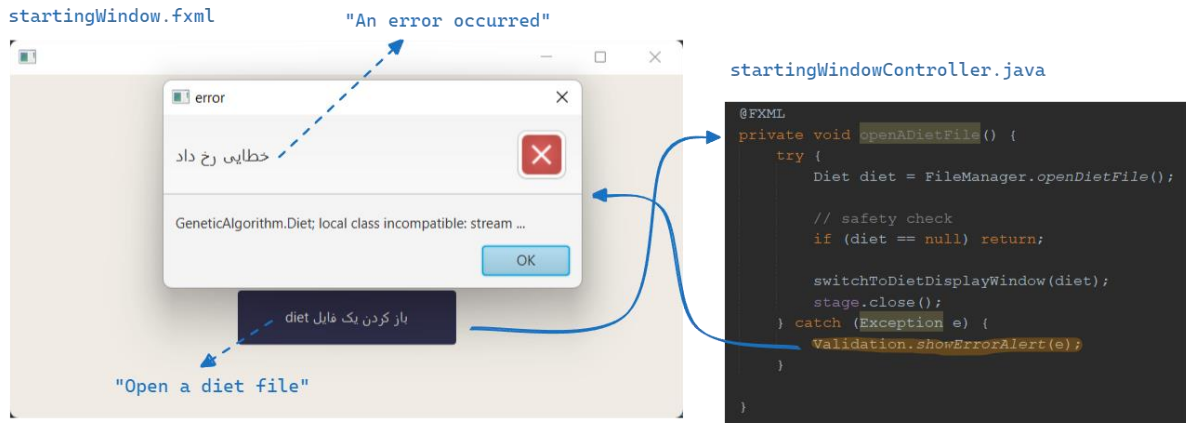 startingWindow.fxml
"An error occurred"
error
خطایی رخ داد
GeneticAlgorithm.Diet; local class incompatible: stream ...
OK
باز کردن یک فایل diet
"Open a diet file"
startingWindowController.java
@FXML
private void openADietFile() {
try {
Diet diet = FileManager.openDietFile();
// safety check
if (diet == null) return;
switchToDietDisplayWindow(diet);
stage.close();
} catch (Exception e) {
Validation.showErrorAlert(e);
}
}